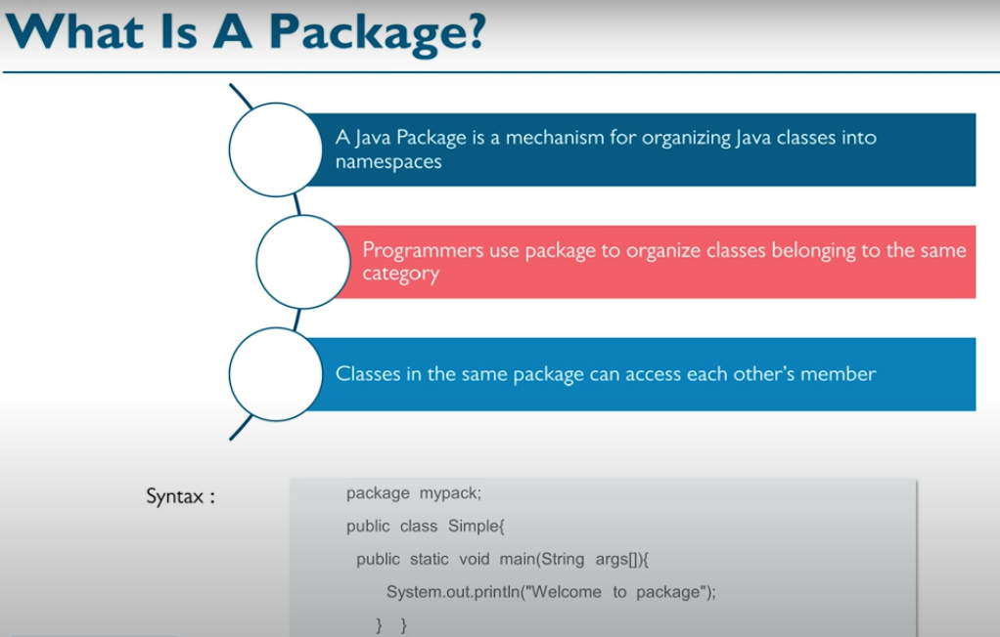 What Is A Package?
A Java Package is a mechanism for organizing Java classes into
namespaces
Programmers use package to organize classes belonging to the same
category
Classes in the same package can access each other's member
Syntax :
package mypack;
public class Simple{
public static void main(String args[]){
System.out.println("Welcome to package");
} }